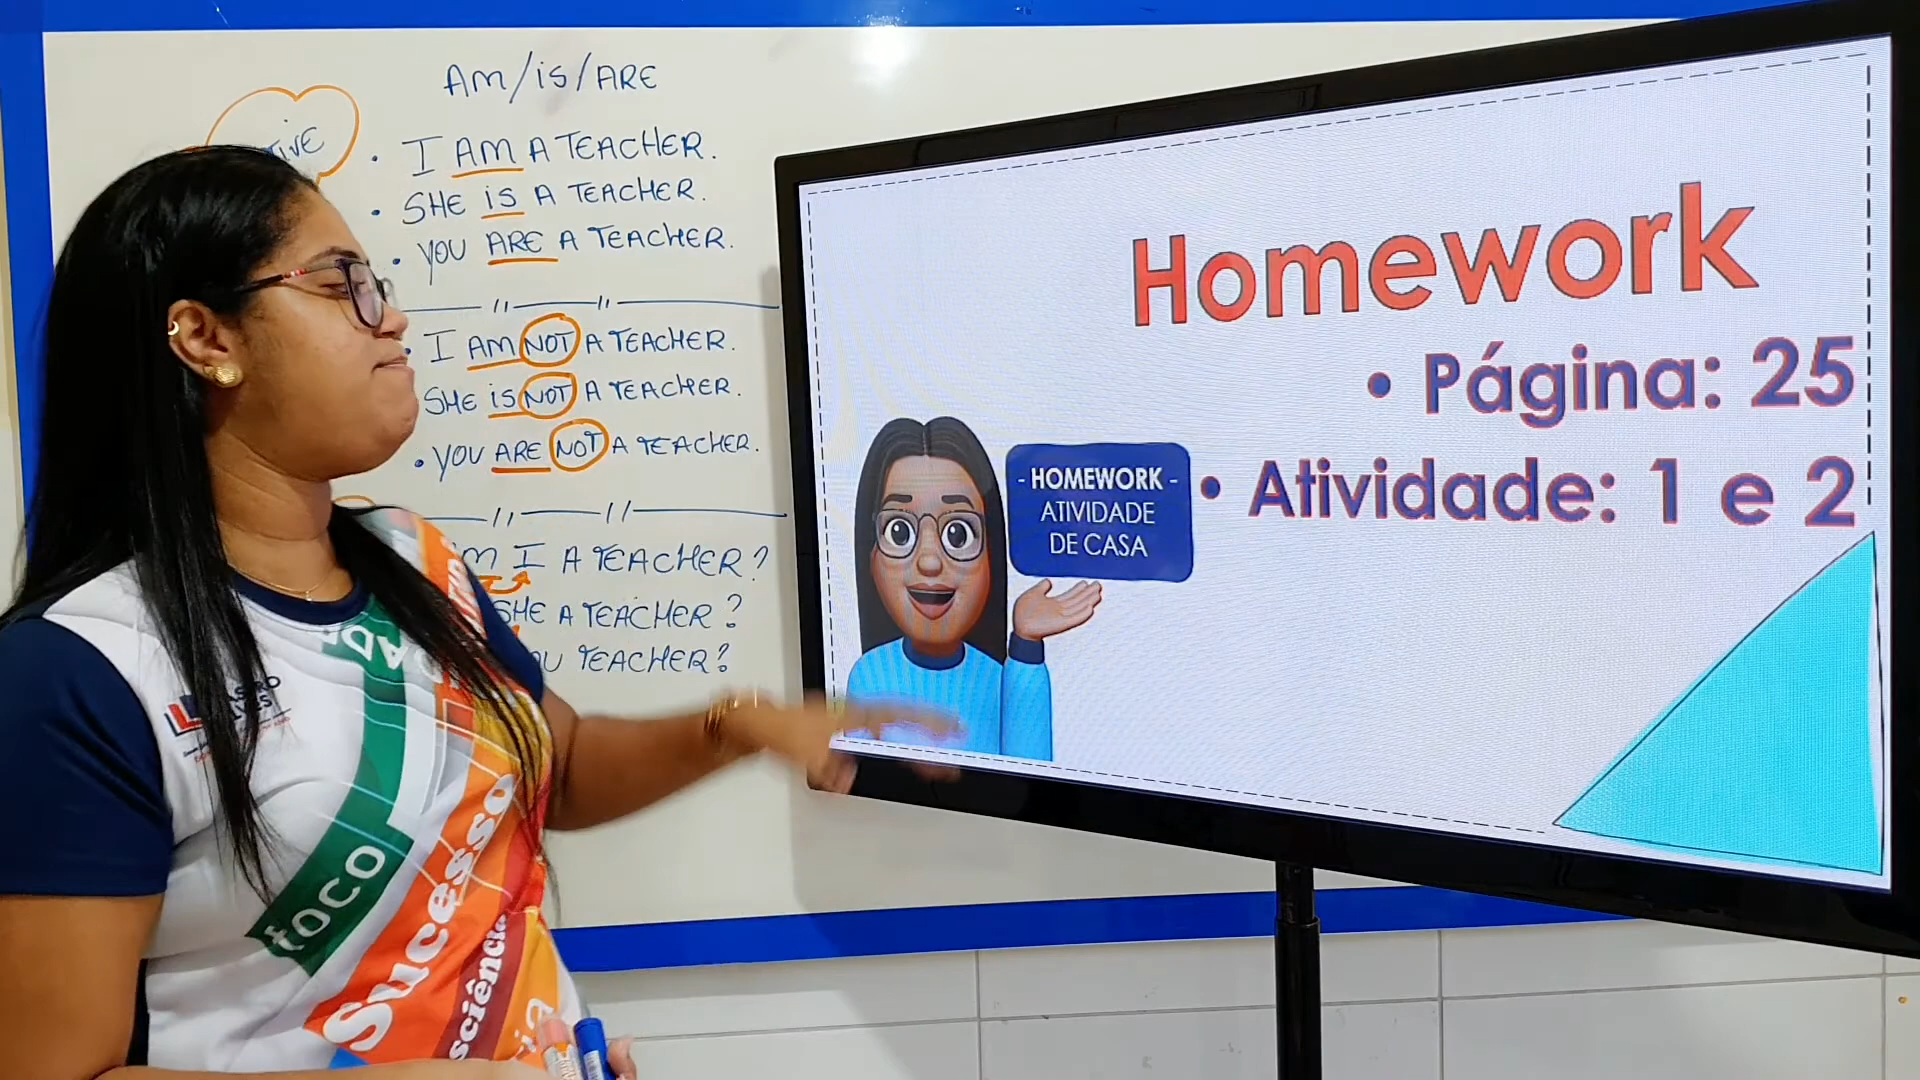 AM/is/ARE
• I AM A TEACHER.
• SHE is A TEACHER.
• YOU ARE A TEACHER.
I AM NOT A TEACHER.
SHE is NOT A TEACHER.
• YOU ARE NOT A TEACHER.
I A TEACHER?
SHE A TEACHER?
TEACHER?
Homework
• Página: 25
• Atividade: 1 e 2
- HOMEWORK -
ATIVIDADE
DE CASA
foco
Sucesso